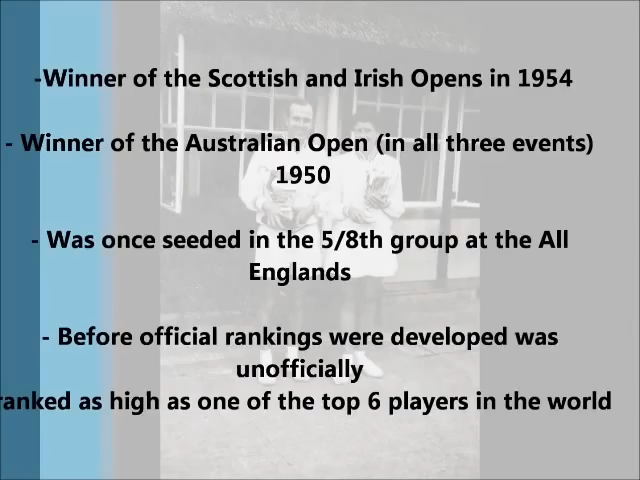 -Winner of the Scottish and Irish Opens in 1954
- Winner of the Australian Open (in all three events)
1950
- Was once seeded in the 5/8th group at the All
Englands
- Before official rankings were developed was
unofficially
ranked as high as one of the top 6 players in the world